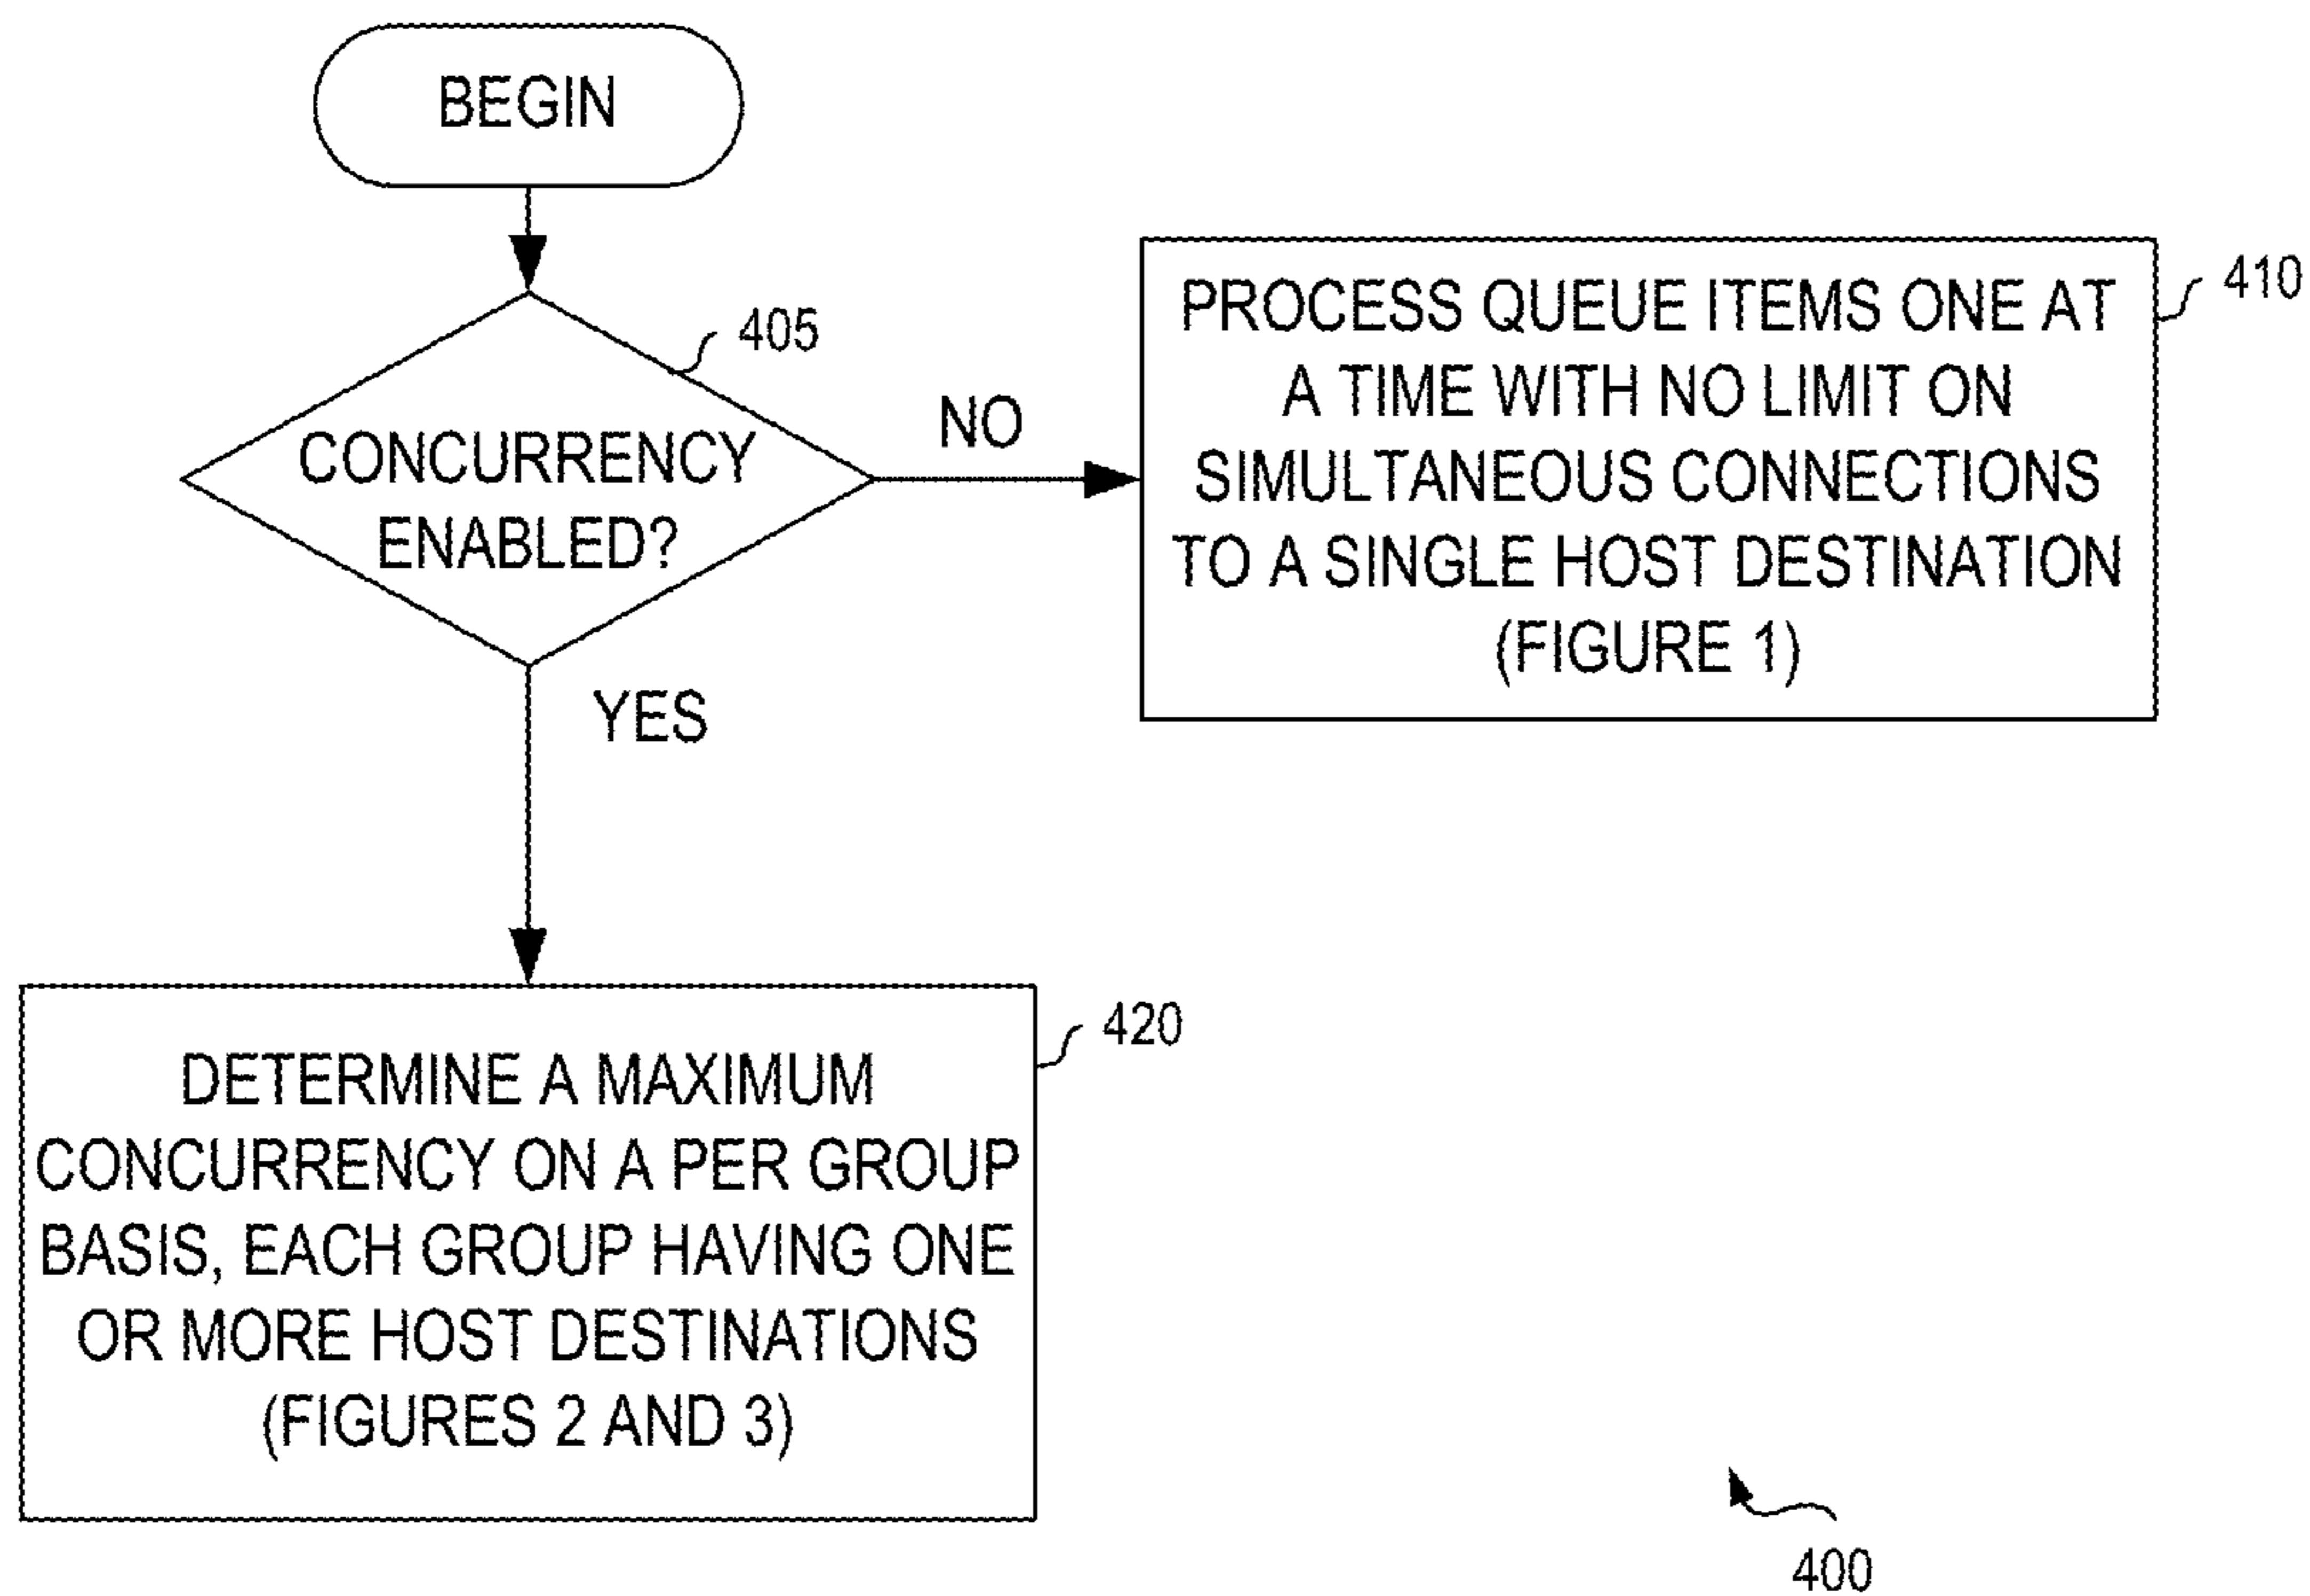 BEGIN
405
CONCURRENCY
ENABLED?
NO
410
PROCESS QUEUE ITEMS ONE AT
A TIME WITH NO LIMIT ON
SIMULTANEOUS CONNECTIONS
TO A SINGLE HOST DESTINATION
(FIGURE 1)
YES
420
DETERMINE A MAXIMUM
CONCURRENCY ON A PER GROUP
BASIS, EACH GROUP HAVING ONE
OR MORE HOST DESTINATIONS
(FIGURES 2 AND 3)
400